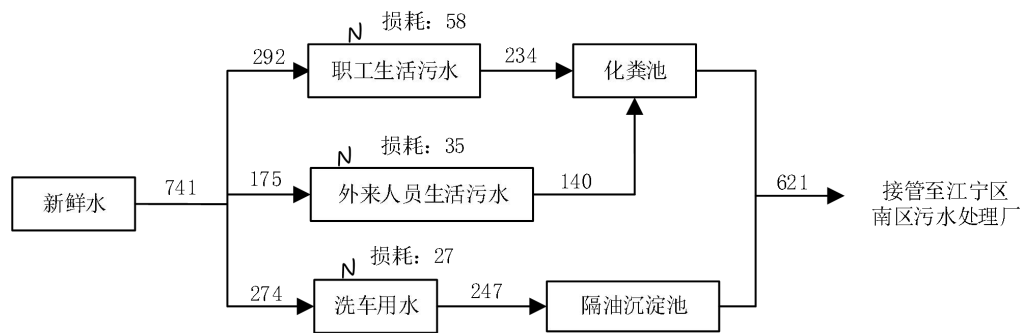 损耗：58
292
职工生活污水
234
化粪池
损耗：35
新鲜水
741
175
外来人员生活污水
140
621
接管至江宁区
南区污水处理厂
损耗：27
274
洗车用水
247
隔油沉淀池